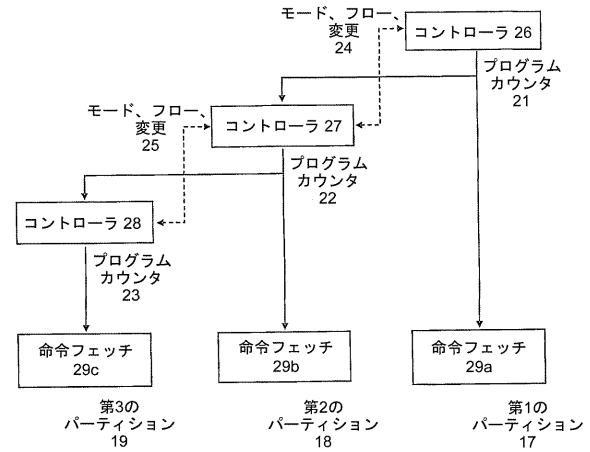 モード、フロー、
変更
24
コントローラ 26
プログラム
カウンタ
21
モード、フロー、
変更
25
コントローラ 27
プログラム
カウンタ
22
コントローラ 28
プログラム
カウンタ
23
命令フェッチ
29c
命令フェッチ
29b
命令フェッチ
29a
第3の
パーティション
19
第2の
パーティション
18
第1の
パーティション
17